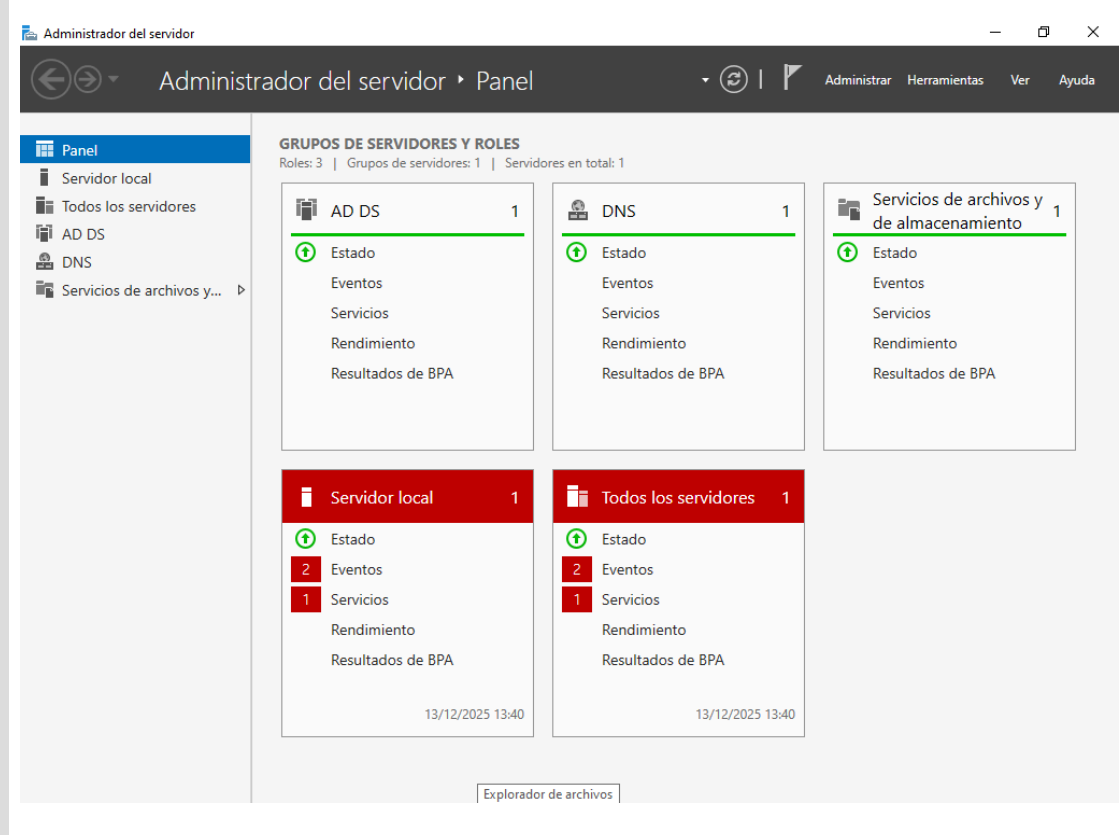 Administrador del servidor
Administrador del servidor • Panel
Administrar Herramientas Ver Ayuda
Panel
Servidor local
Todos los servidores
AD DS
DNS
Servicios de archivos y...
GRUPOS DE SERVIDORES Y ROLES
Roles: 3 | Grupos de servidores: 1 | Servidores en total: 1
AD DS 1
Estado
Eventos
Servicios
Rendimiento
Resultados de BPA
DNS 1
Estado
Eventos
Servicios
Rendimiento
Resultados de BPA
Servicios de archivos y
de almacenamiento 1
Estado
Eventos
Servicios
Rendimiento
Resultados de BPA
Servidor local 1
Estado
2 Eventos
1 Servicios
Rendimiento
Resultados de BPA
13/12/2025 13:40
Todos los servidores 1
Estado
2 Eventos
1 Servicios
Rendimiento
Resultados de BPA
13/12/2025 13:40
Explorador de archivos